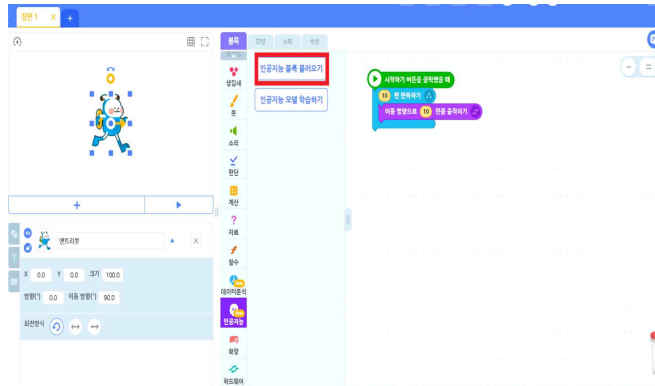 장면 1 × +
블록 모양 소리 속성
인공지능 블록 불러오기
인공지능 모델 학습하기
생김새
붓
소리
판단
계산
자료
함수
데이터분석
인공지능
확장
하드웨어
시작하기 버튼을 클릭했을 때
10 번 반복하기
이동 방향으로 10 만큼 움직이기
엔트리봇
X 0.0 Y 0.0 크기 100.0
방향(°) 0.0 이동 방향(°) 90.0
회전방식